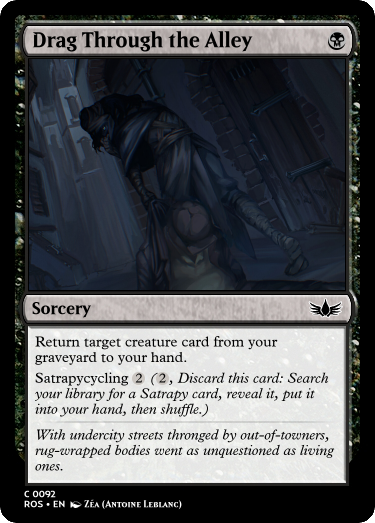 Drag Through the Alley
Sorcery
Return target creature card from your
graveyard to your hand.
Satrapycycling 2 (2, Discard this card: Search
your library for a Satrapy card, reveal it, put it
into your hand, then shuffle.)
With undercity streets thronged by out-of-towners,
rug-wrapped bodies went as unquestioned as living
ones.
C 0092
ROS • EN Zéa (Antoine Leblanc)